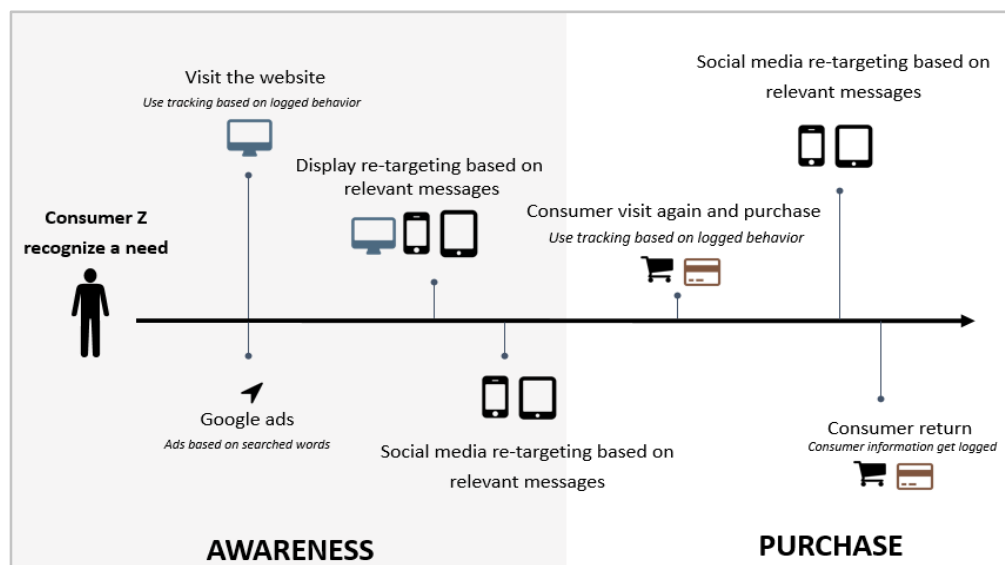 Visit the website
Use tracking based on logged behavior
Social media re-targeting based on
relevant messages
Display re-targeting based on
relevant messages
Consumer Z
recognize a need
Consumer visit again and purchase
Use tracking based on logged behavior
Google ads
Ads based on searched words
Social media re-targeting based on
relevant messages
Consumer return
Consumer information get logged
AWARENESS
PURCHASE